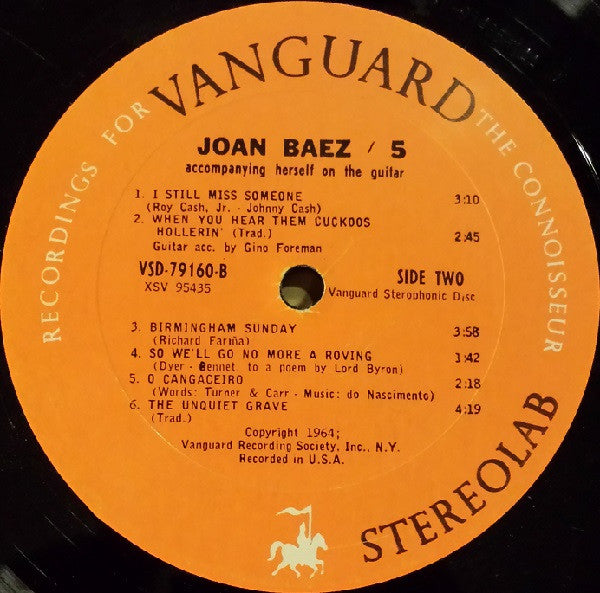 RECORDINGS FOR VANGUARD THE CONNOISSEUR
JOAN BAEZ / 5
accompanying herself on the guitar
1. I STILL MISS SOMEONE 3:10
(Roy Cash, Jr. - Johnny Cash)
2. WHEN YOU HEAR THEM CUCKOOS
HOLLERIN' (Trad.) 2:45
Guitar acc. by Gino Foreman
VSD-79160-B SIDE TWO
XSV 95435 Vanguard Sterophonic Disc
3. BIRMINGHAM SUNDAY 3:58
(Richard Fariña)
4. SO WE'LL GO NO MORE A ROVING 3:42
(Dyer - Bennet to a poem by Lord Byron)
5. O CANGACEIRO 2:18
(Words: Turner & Carr - Music: do Nascimento)
6. THE UNQUIET GRAVE 4:19
(Trad.)
Copyright 1964;
Vanguard Recording Society, Inc., N.Y.
Recorded in U.S.A.
STEREOLAB